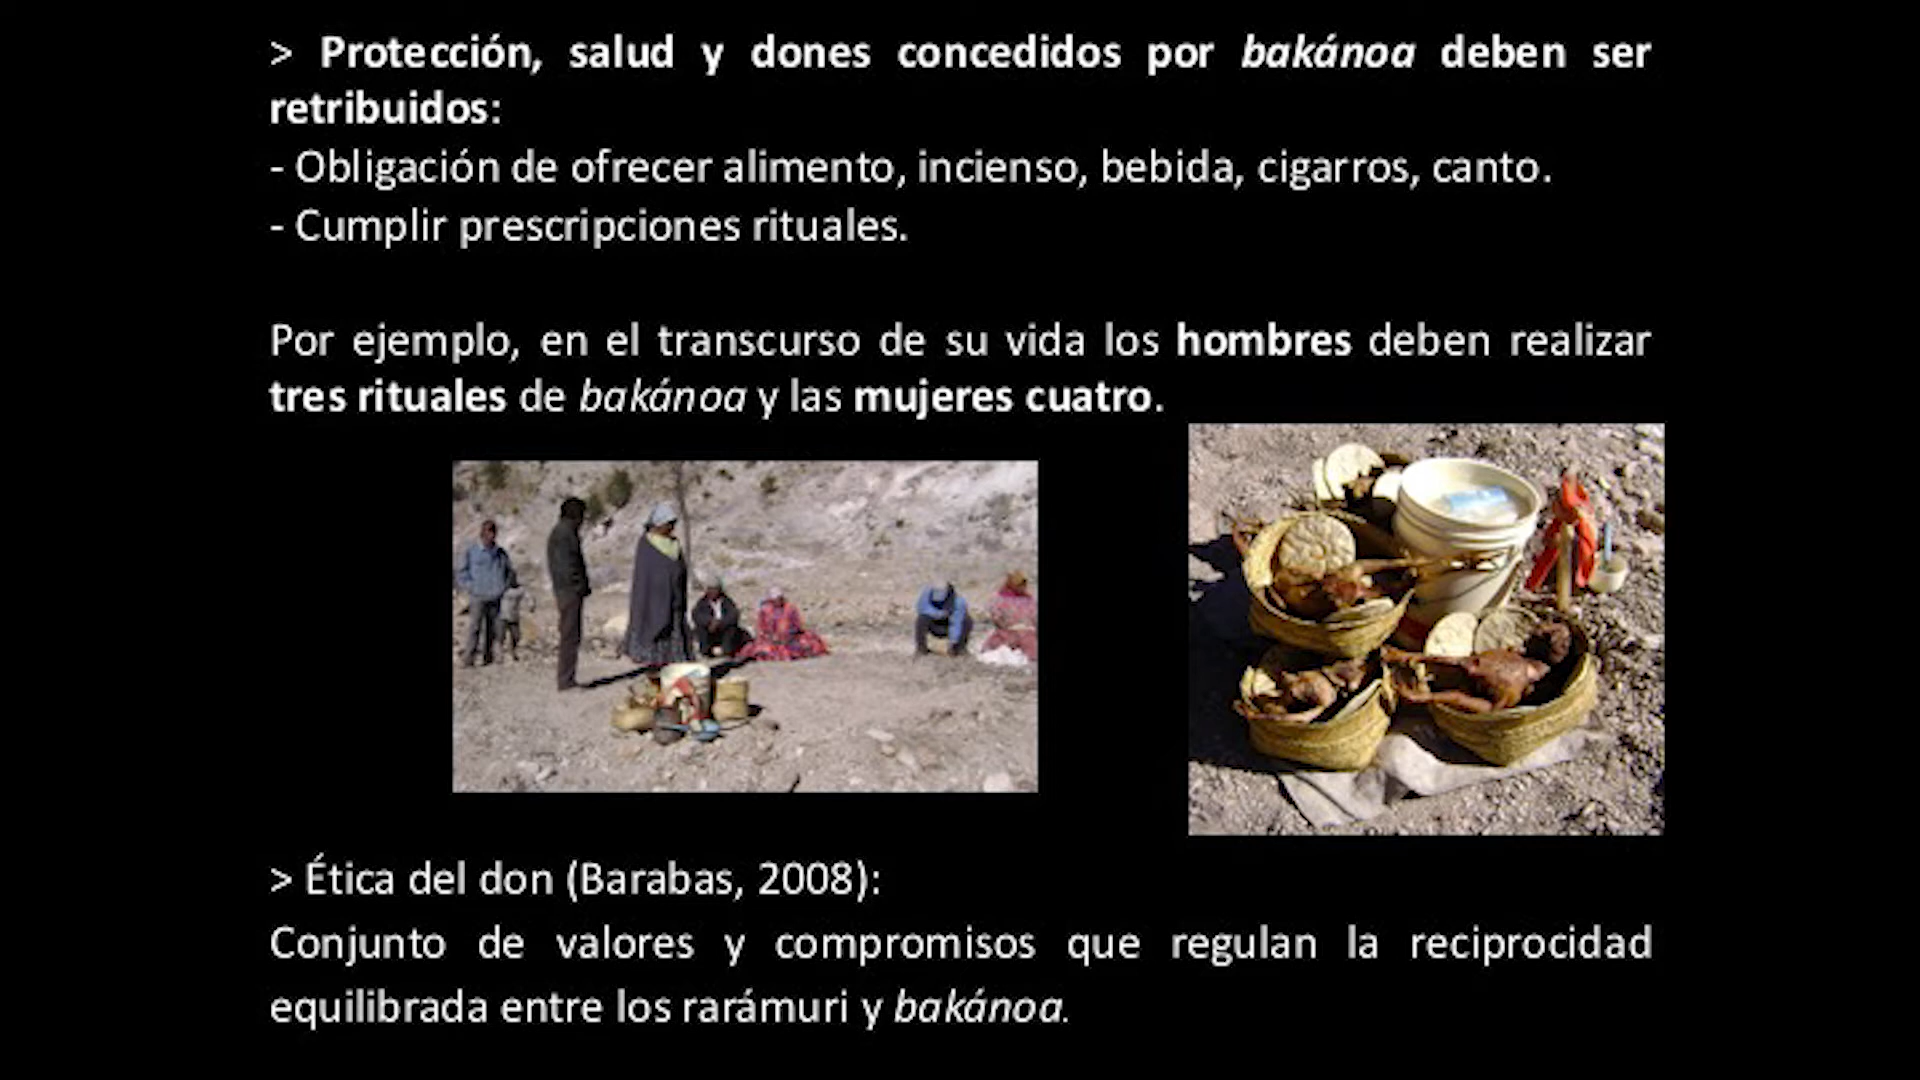 > Protección, salud y dones concedidos por bakánoa deben ser
retribuidos:
- Obligación de ofrecer alimento, incienso, bebida, cigarros, canto.
- Cumplir prescripciones rituales.
Por ejemplo, en el transcurso de su vida los hombres deben realizar
tres rituales de bakánoa y las mujeres cuatro.
> Ética del don (Barabas, 2008):
Conjunto de valores y compromisos que regulan la reciprocidad
equilibrada entre los rarámuri y bakánoa.